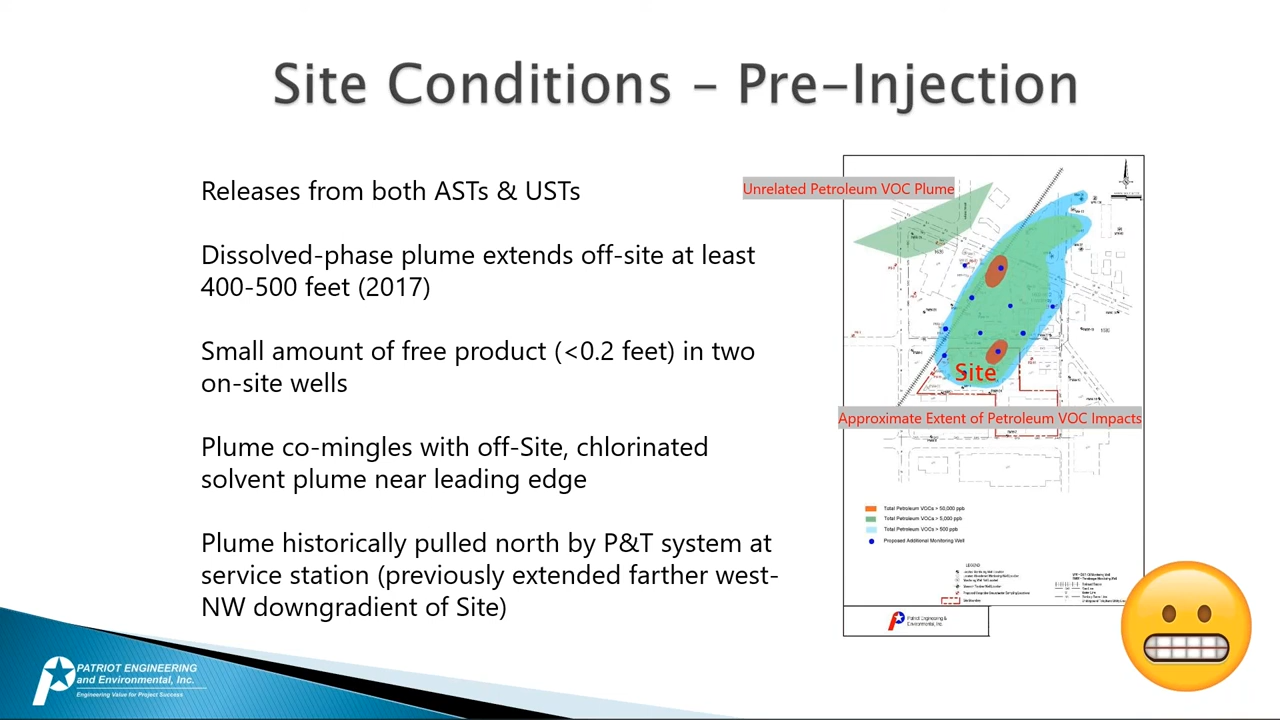 Site Conditions – Pre-Injection
Releases from both ASTs & USTs
Dissolved-phase plume extends off-site at least
400-500 feet (2017)
Small amount of free product (<0.2 feet) in two
on-site wells
Plume co-mingles with off-Site, chlorinated
solvent plume near leading edge
Plume historically pulled north by P&T system at
service station (previously extended farther west-
NW downgradient of Site)
Unrelated Petroleum VOC Plume
Site
Approximate Extent of Petroleum VOC Impacts
Total Petroleum VOCs > 50,000 ppb
Total Petroleum VOCs > 5,000 ppb
Total Petroleum VOCs > 500 ppb
Proposed Additional Monitoring Well
LEGEND
Patriot Engineering &
Environmental, Inc.
PATRIOT ENGINEERING
and Environmental, Inc.
Engineering Value for Project Success